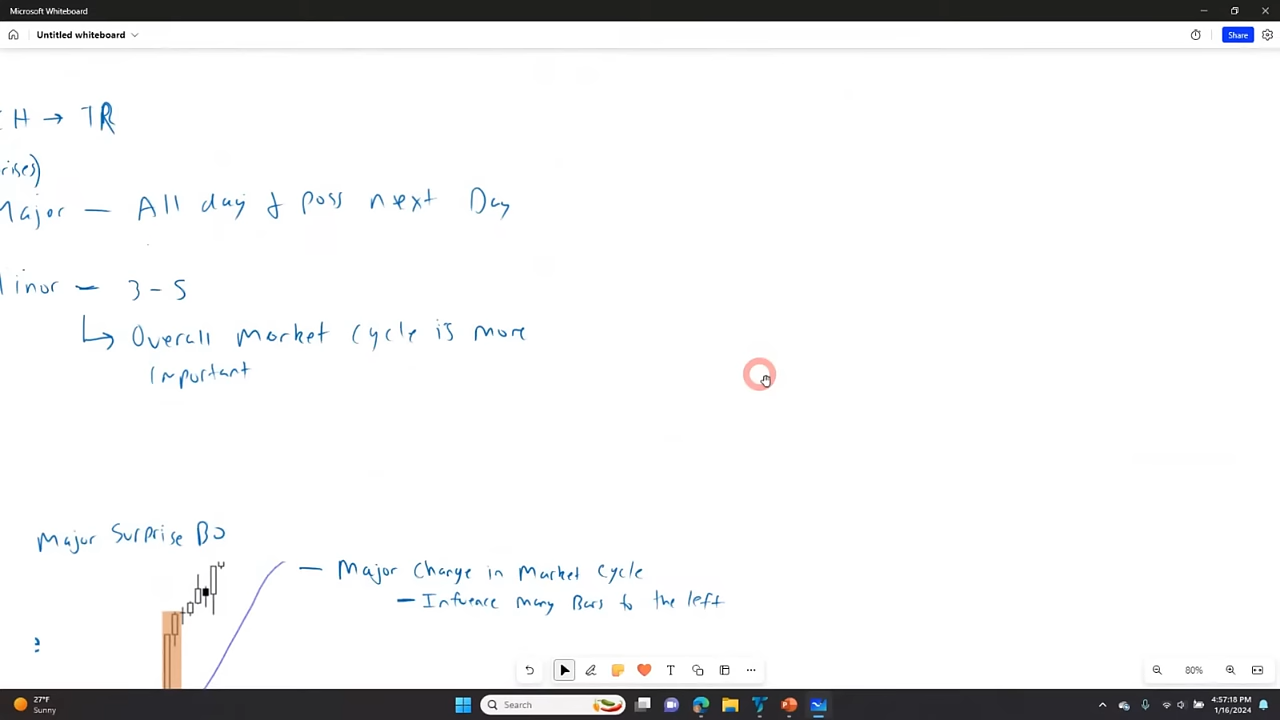 Microsoft Whiteboard
Untitled whiteboard
Share
CH → TR
rises)
Major — All day & poss next Day
inor — 3-5
↳ Overall market cycle is more
important
Major Surprise BO
— Major Change in Market Cycle
— Infuence many Bars to the left
e
80%
27°F
Sunny
Search
4:57:18 PM
1/16/2024